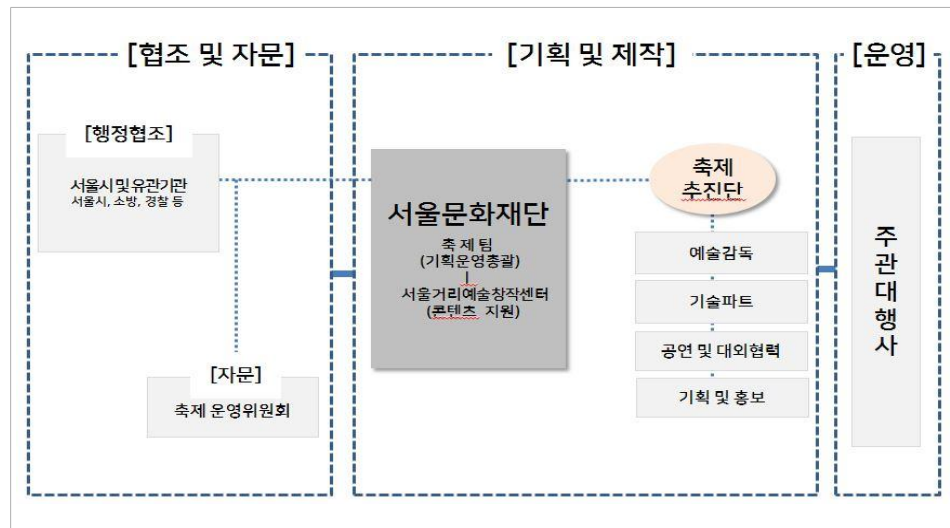 [협조 및 자문]
[행정협조]
서울시 및 유관기관
서울시, 소방, 경찰 등
[자문]
축제 운영위원회
[기획 및 제작]
서울문화재단
축 제 팀
(기획운영총괄)
|
서울거리예술창작센터
(콘텐츠 지원)
축제
추진단
예술감독
기술파트
공연 및 대외협력
기획 및 홍보
[운영]
주관대행사